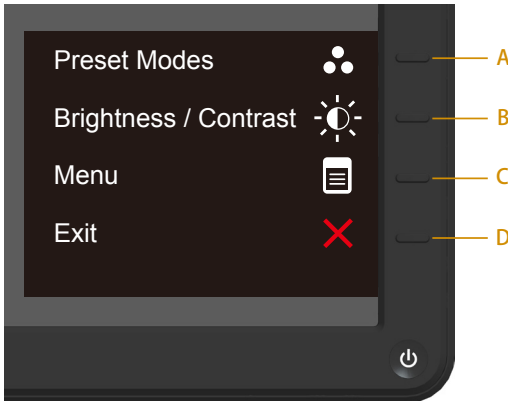 Preset Modes
A
Brightness / Contrast
B
Menu
C
Exit
D